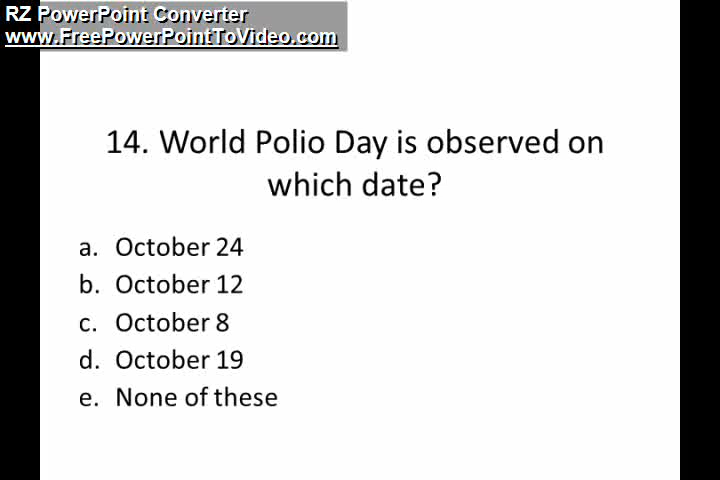 RZ PowerPoint Converter
www.FreePowerPointToVideo.com
14. World Polio Day is observed on
which date?
a. October 24
b. October 12
c. October 8
d. October 19
e. None of these